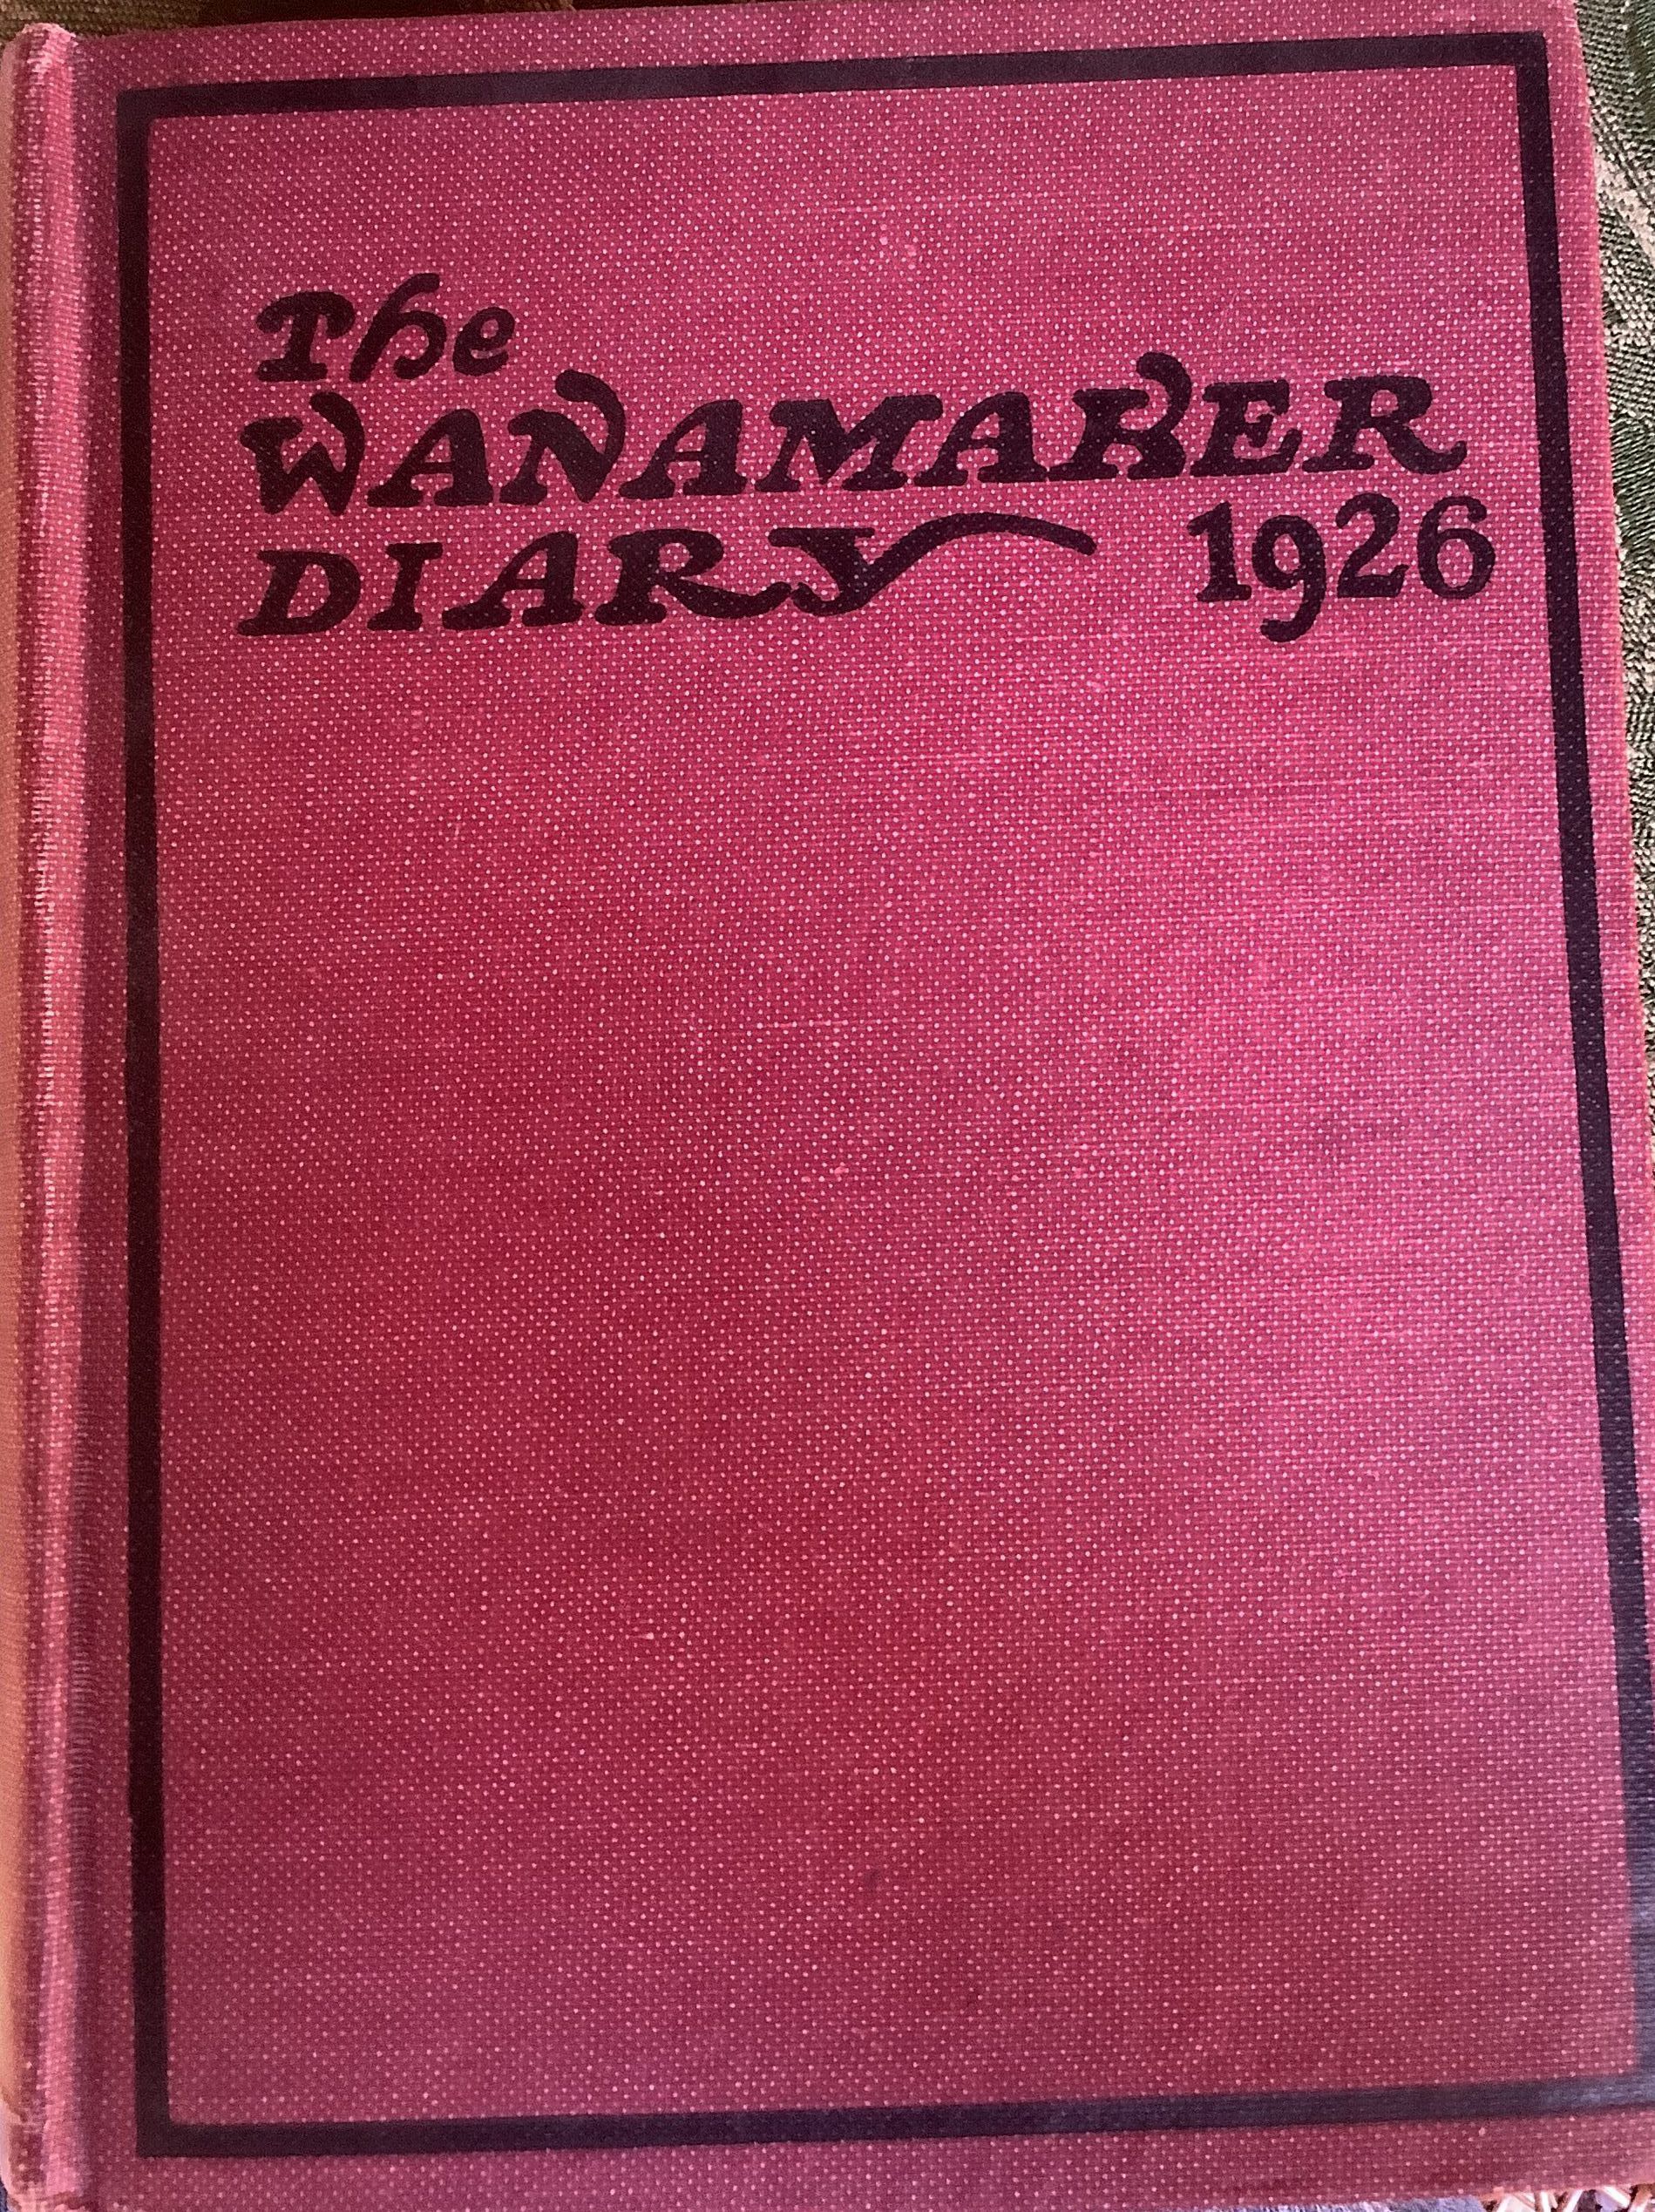 The
WANAMAKER
DIARY 1926